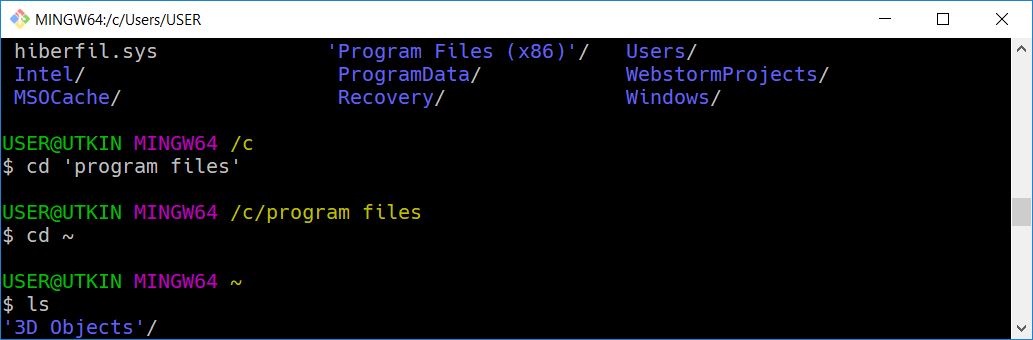 MINGW64:/c/Users/USER
hiberfil.sys 'Program Files (x86)'/ Users/
Intel/ ProgramData/ WebstormProjects/
MSOCache/ Recovery/ Windows/
USER@UTKIN MINGW64 /c
$ cd 'program files'
USER@UTKIN MINGW64 /c/program files
$ cd ~
USER@UTKIN MINGW64 ~
$ ls
'3D Objects'/